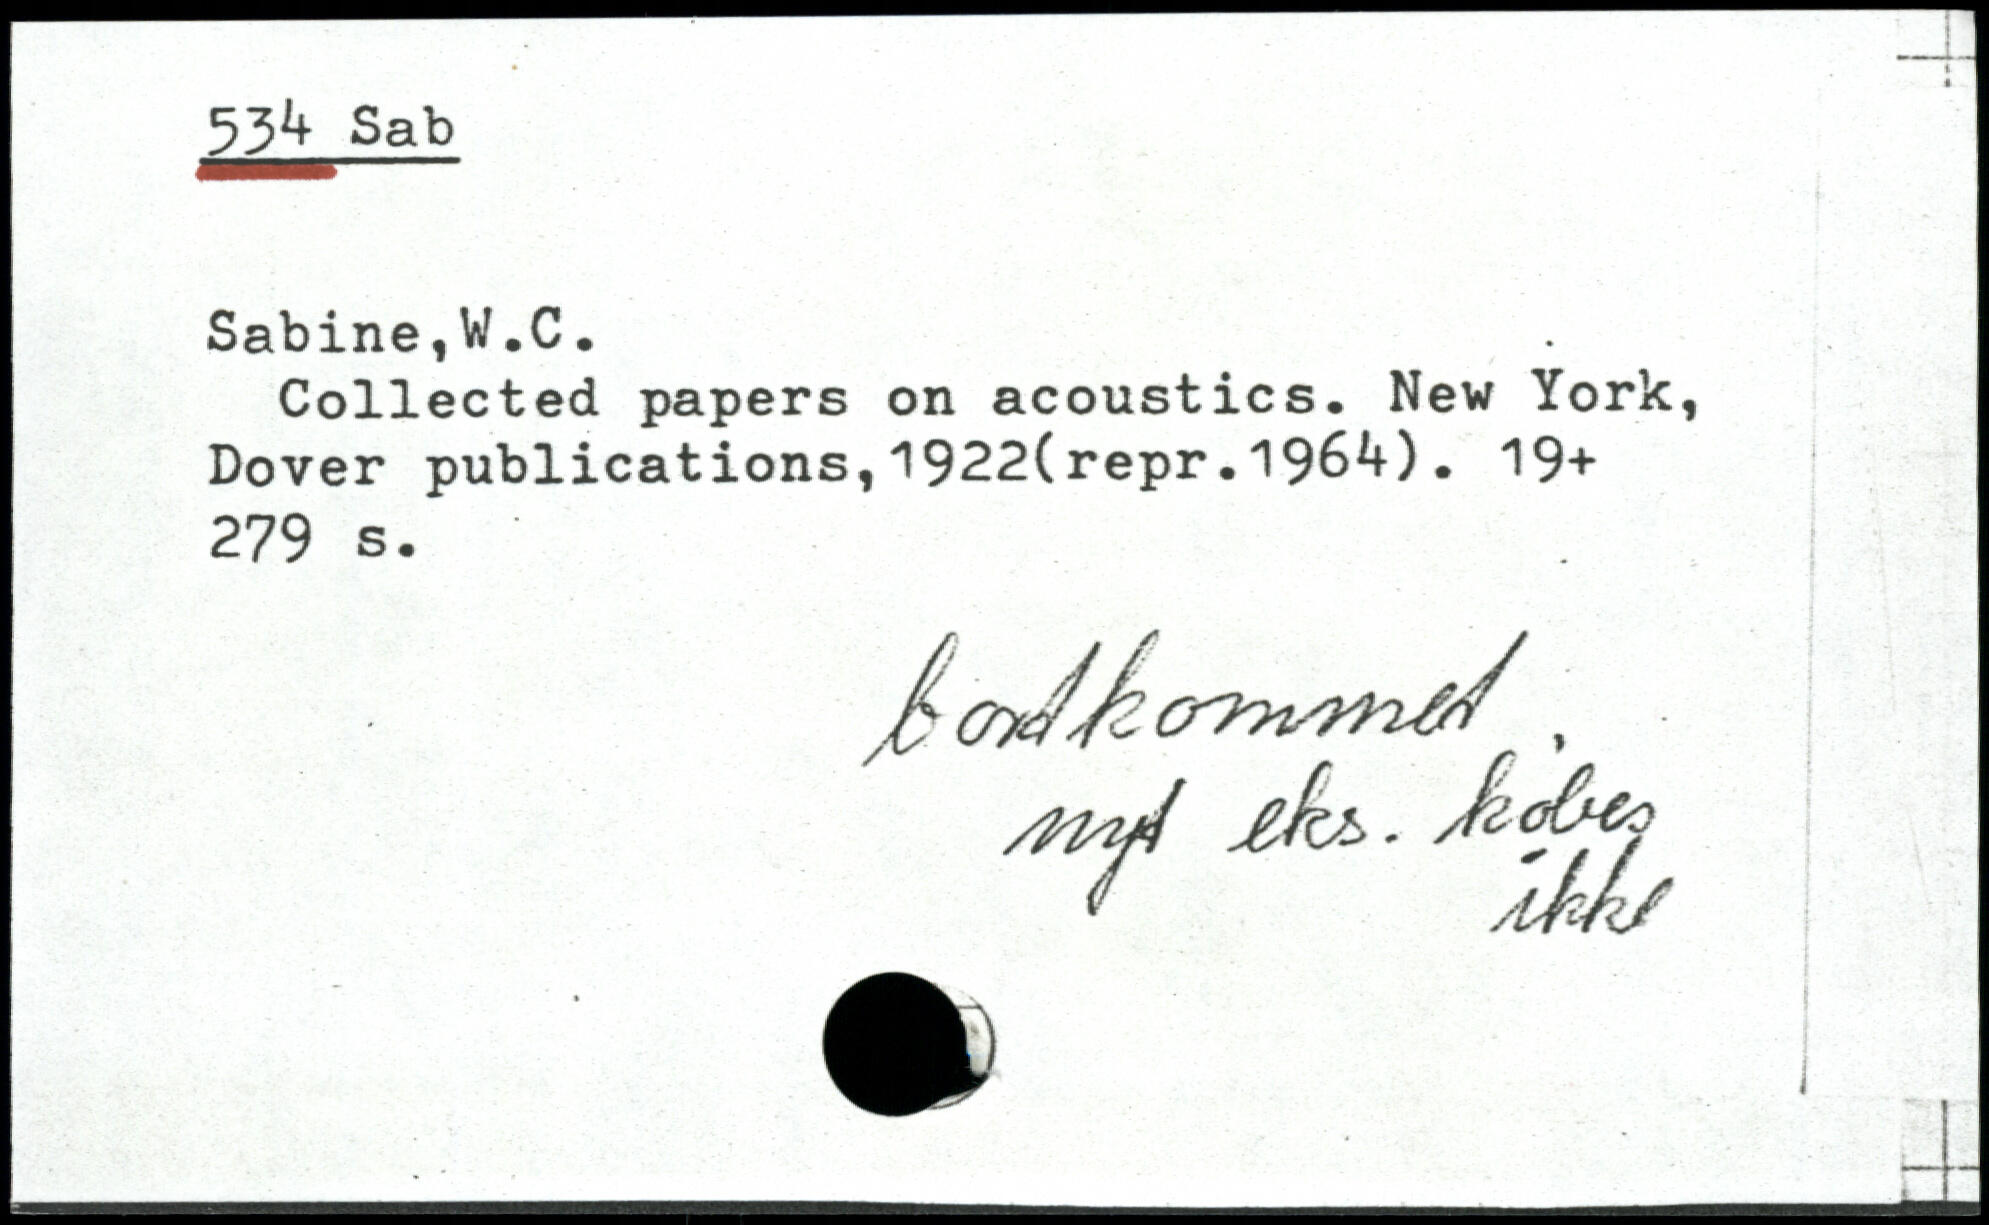 534 Sab
Sabine,W.C.
Collected papers on acoustics. New York,
Dover publications,1922(repr.1964). 19+
279 s.
bortkommet,
nyt eks. købes
ikke